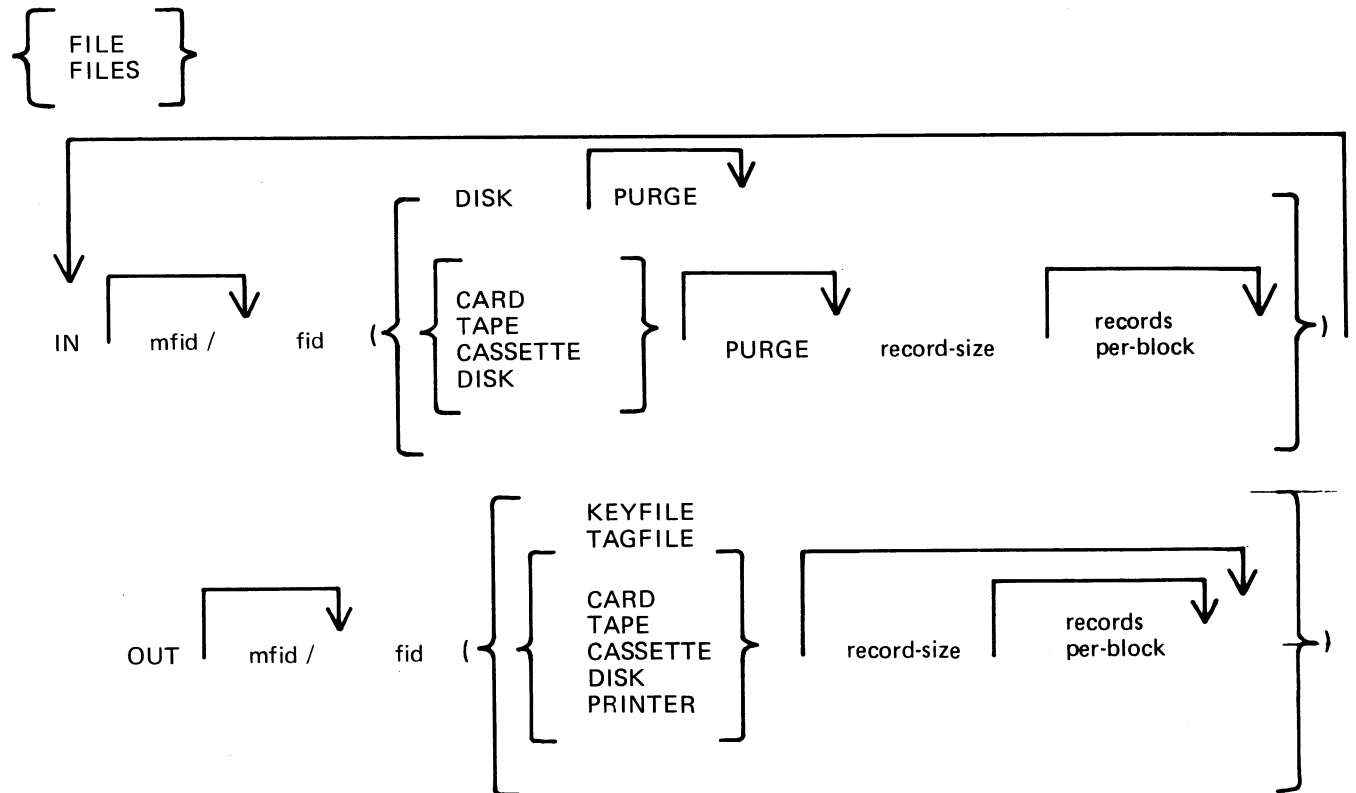 FILE
FILES
DISK PURGE
CARD
TAPE
CASSETTE
DISK
IN mfid / fid ( PURGE record-size records per-block )
KEYFILE
TAGFILE
CARD
TAPE
CASSETTE
DISK
PRINTER
OUT mfid / fid ( record-size records per-block )